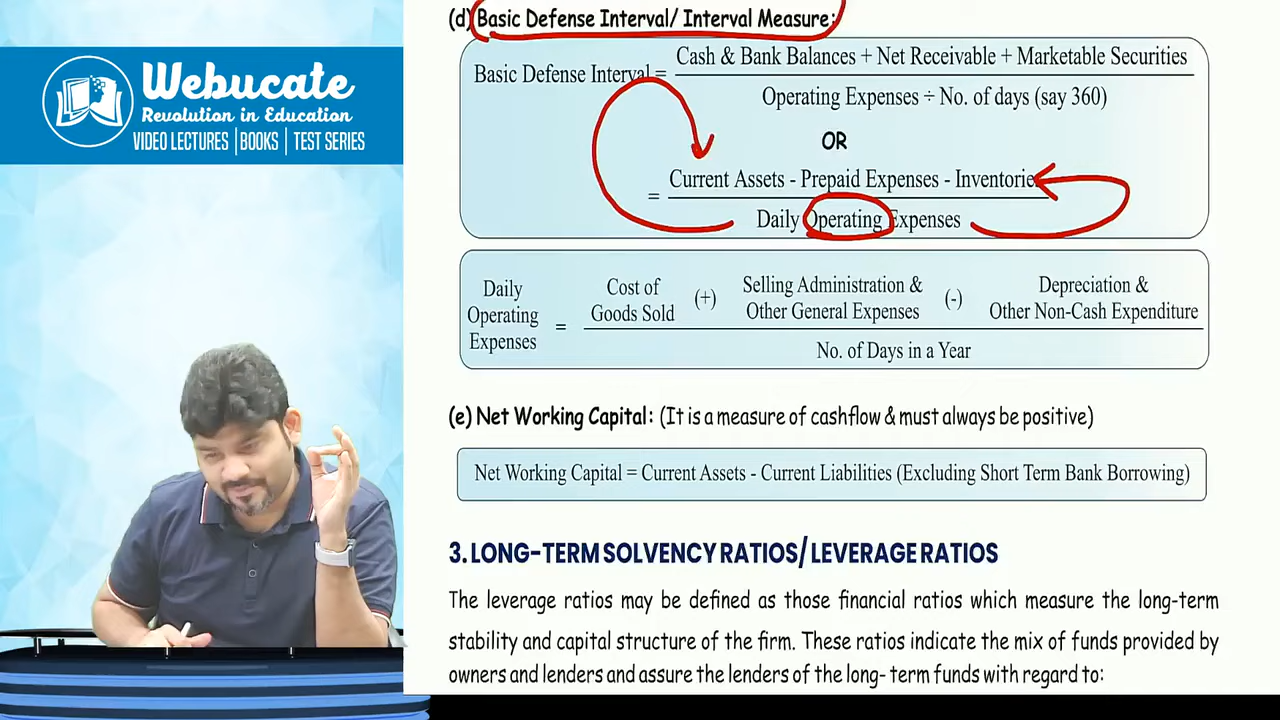 Webucate
Revolution in Education
VIDEO LECTURES | BOOKS | TEST SERIES
(d) Basic Defense Interval/ Interval Measure:
Basic Defense Interval =
Cash & Bank Balances + Net Receivable + Marketable Securities
Operating Expenses ÷ No. of days (say 360)
OR
=
Current Assets - Prepaid Expenses - Inventorie
Daily Operating Expenses
Daily
Operating
Expenses
=
Cost of
Goods Sold
(+)
Selling Administration &
Other General Expenses
(-)
Depreciation &
Other Non-Cash Expenditure
No. of Days in a Year
(e) Net Working Capital: (It is a measure of cashflow & must always be positive)
Net Working Capital = Current Assets - Current Liabilities (Excluding Short Term Bank Borrowing)
3. LONG-TERM SOLVENCY RATIOS/ LEVERAGE RATIOS
The leverage ratios may be defined as those financial ratios which measure the long-term
stability and capital structure of the firm. These ratios indicate the mix of funds provided by
owners and lenders and assure the lenders of the long- term funds with regard to: